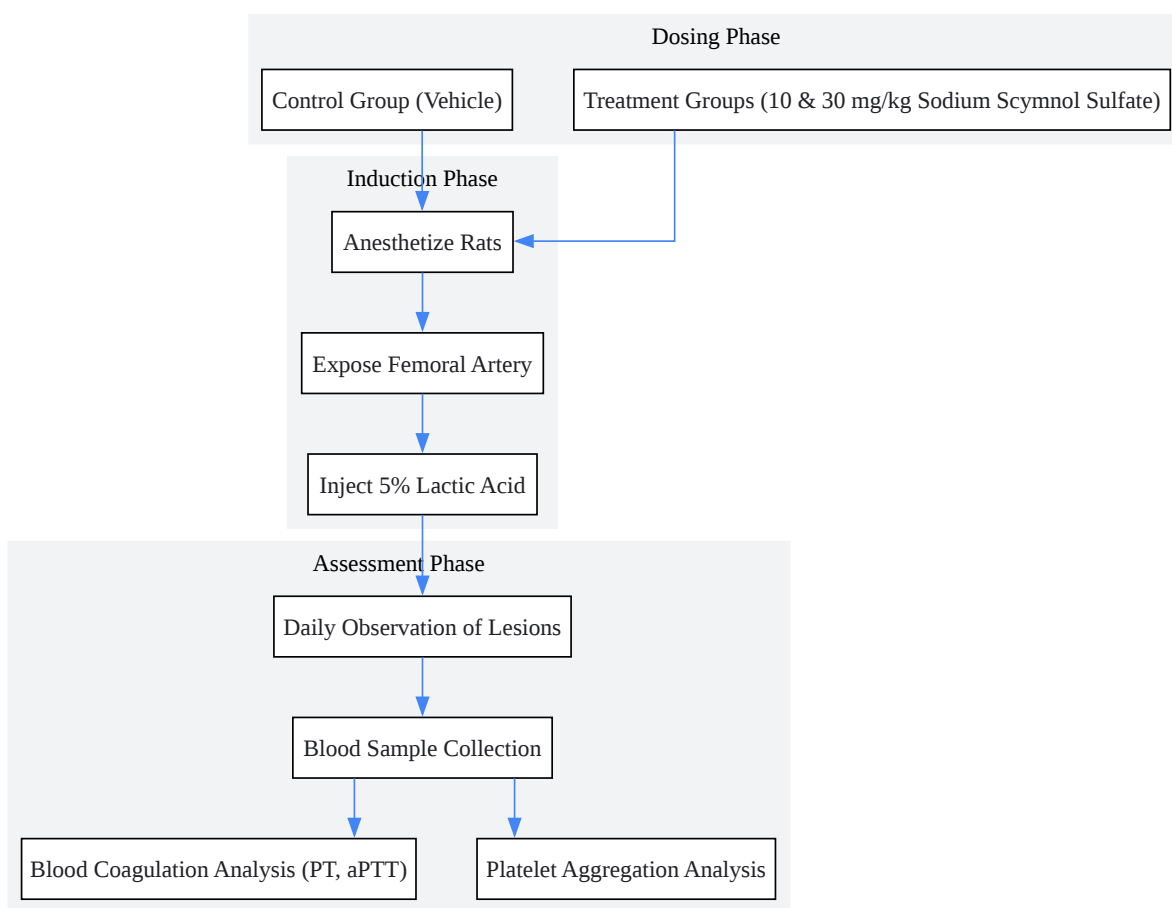 Dosing Phase
Control Group (Vehicle)
Treatment Groups (10 & 30 mg/kg Sodium Scymnol Sulfate)
Induction Phase
Anesthetize Rats
Expose Femoral Artery
Inject 5% Lactic Acid
Assessment Phase
Daily Observation of Lesions
Blood Sample Collection
Blood Coagulation Analysis (PT, aPTT)
Platelet Aggregation Analysis